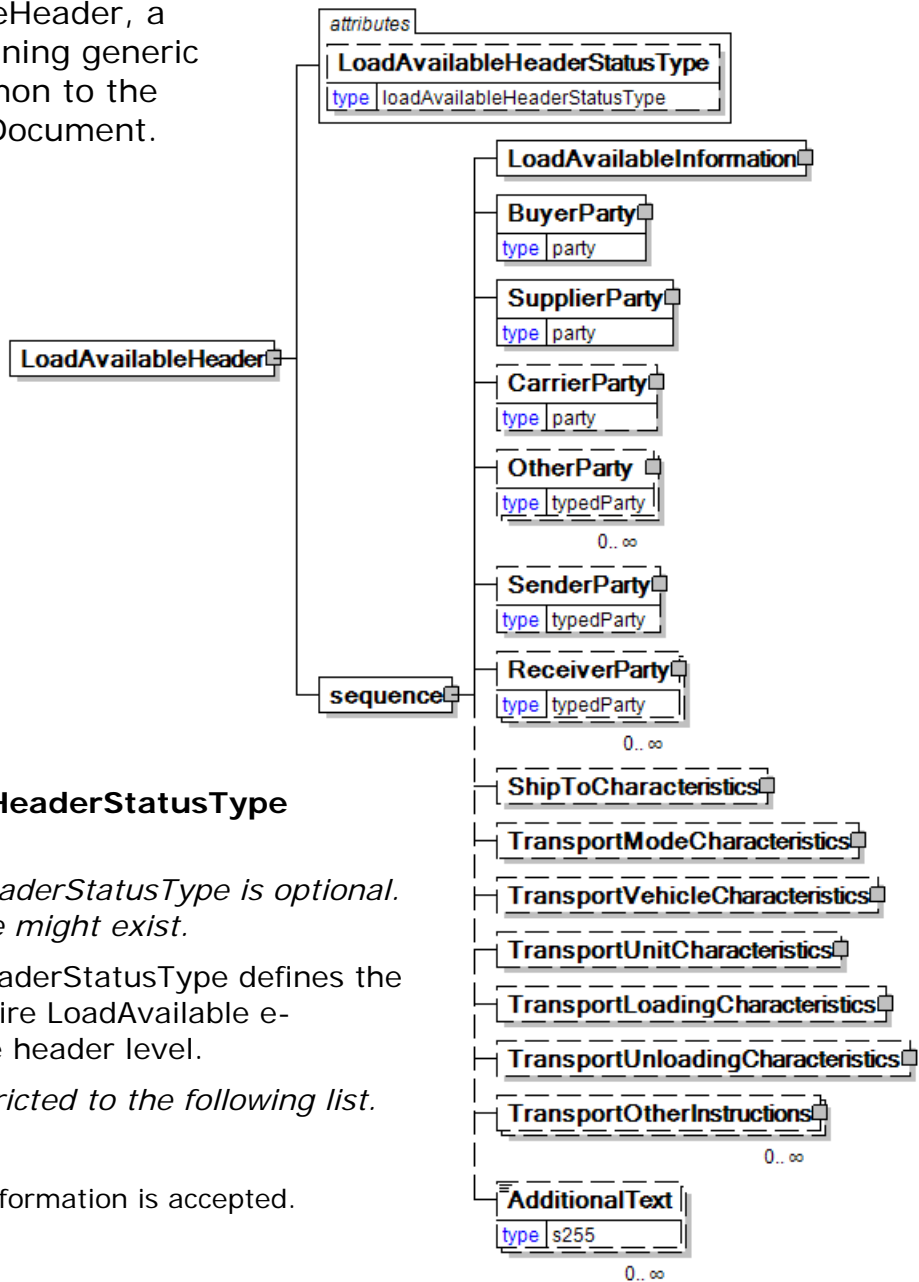 eHeader, a
ning generic
non to the
Document.
attributes
LoadAvailableHeaderStatusType
type loadAvailableHeaderStatusType
LoadAvailableHeader
sequence
LoadAvailableInformation
BuyerParty
type party
SupplierParty
type party
CarrierParty
type party
OtherParty
type typedParty
0.. ∞
SenderParty
type typedParty
ReceiverParty
type typedParty
0.. ∞
ShipToCharacteristics
TransportModeCharacteristics
TransportVehicleCharacteristics
TransportUnitCharacteristics
TransportLoadingCharacteristics
TransportUnloadingCharacteristics
TransportOtherInstructions
0.. ∞
AdditionalText
type s255
0.. ∞
HeaderStatusType
eaderStatusType is optional.
e might exist.
eaderStatusType defines the
ire LoadAvailable e-
e header level.
ricted to the following list.
nformation is accepted.